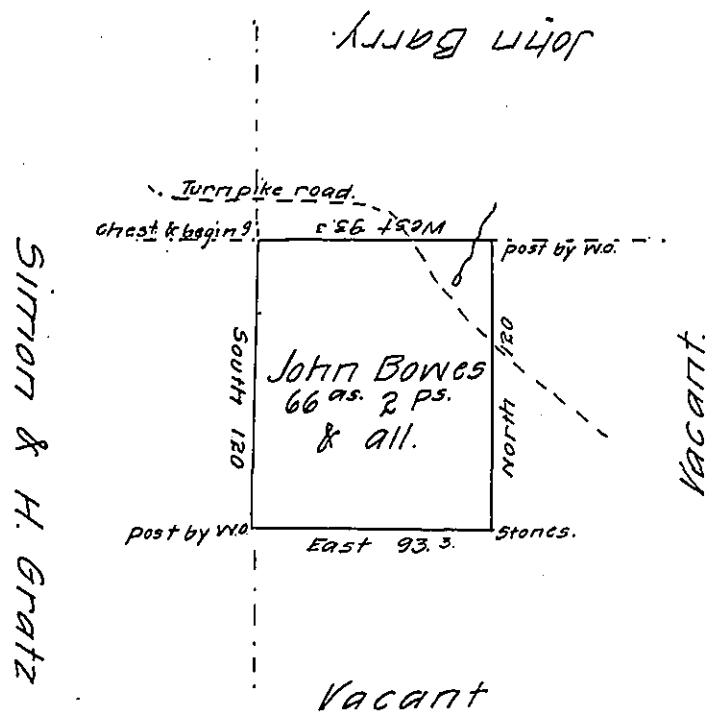 John Barry.
Turnpike road.
Chest & begin g.
West 93.3
post by W.O.
South 120
John Bowes
66 as. 2 ps.
& all.
North 120
post by W.O.
East 93.3.
Stones.
Simon & H. Gratz
Vacant.
Vacant